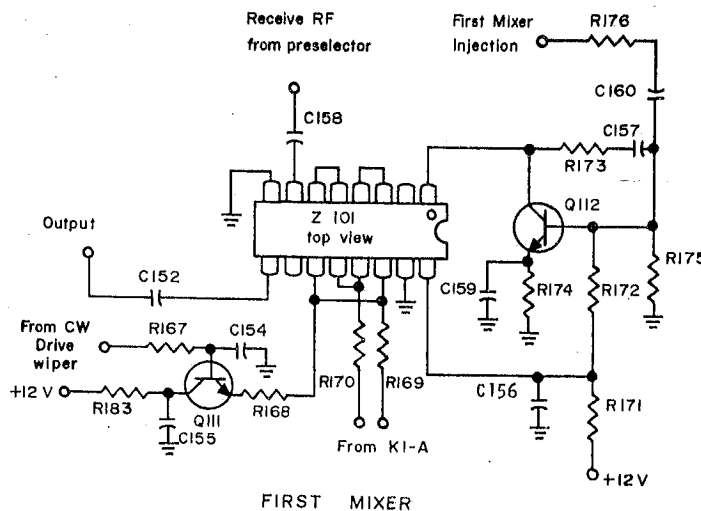 Receive RF
from preselector
First Mixer
Injection
R176
C160
C158
C157
R173
Q112
Z 101
top view
Output
C152
C159
R174
R172
R175
From CW
Drive
wiper
R167
C154
+12 V
R183
Q111
C155
R168
R170
R169
C156
R171
From K1-A
+12V
FIRST MIXER